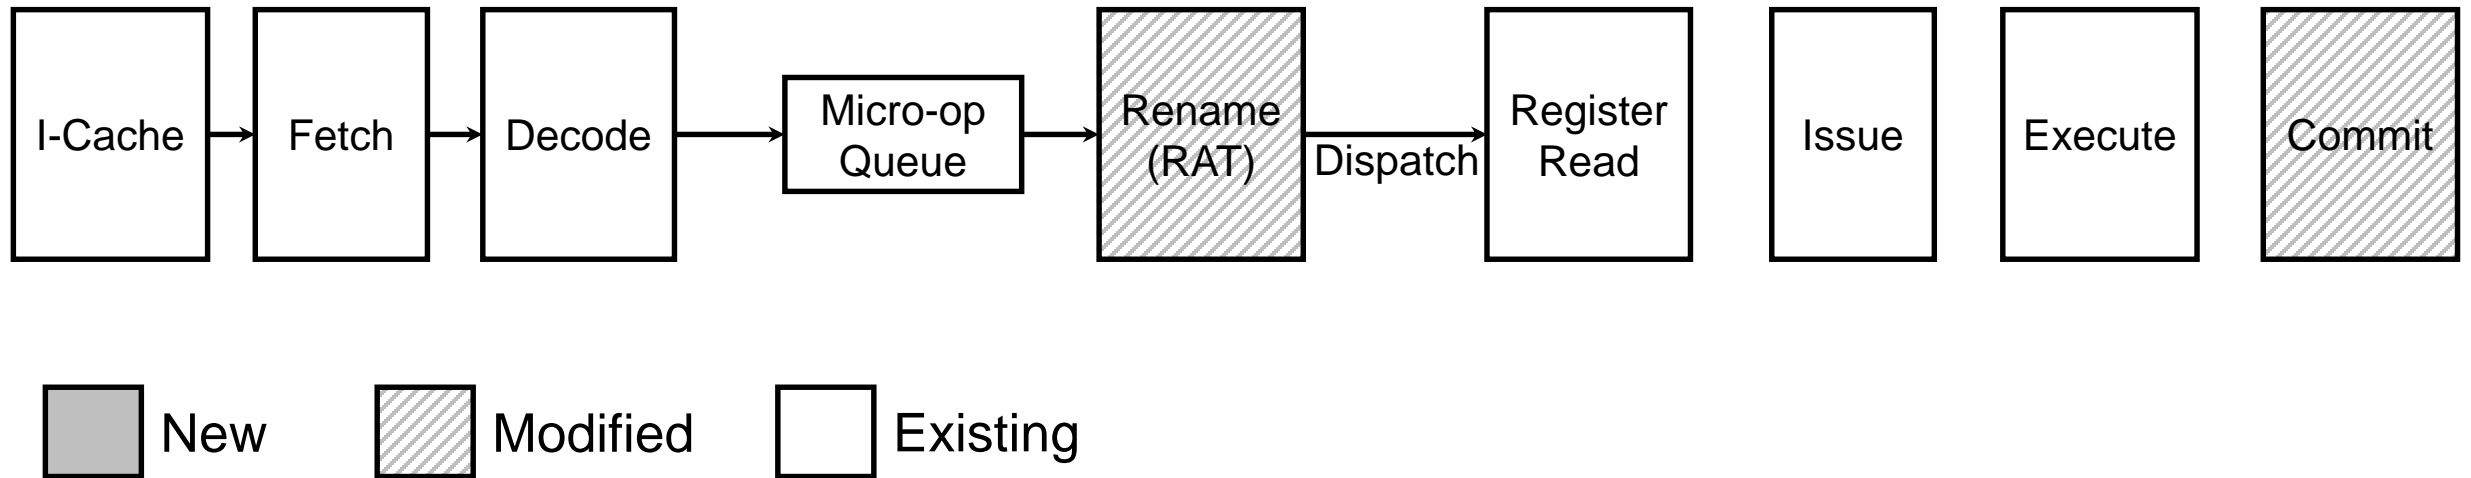 I-Cache
Fetch
Decode
Micro-op
Queue
Rename
(RAT)
Dispatch
Register
Read
Issue
Execute
Commit
New
Modified
Existing